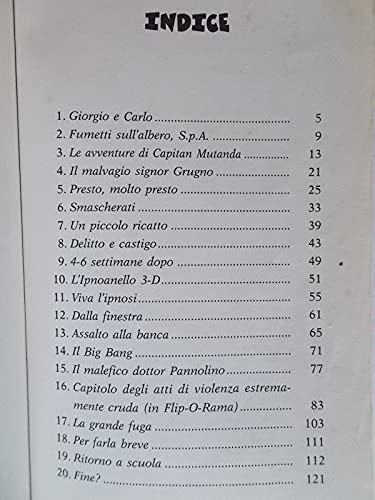 INDICE
1. Giorgio e Carlo .......... 5
2. Fumetti sull'albero, S.p.A. .......... 9
3. Le avventure di Capitan Mutanda .......... 13
4. Il malvagio signor Grugno .......... 21
5. Presto, molto presto .......... 25
6. Smascherati .......... 33
7. Un piccolo ricatto .......... 39
8. Delitto e castigo .......... 43
9. 4-6 settimane dopo .......... 49
10. L'Ipnoanello 3-D .......... 51
11. Viva l'ipnosi .......... 55
12. Dalla finestra .......... 61
13. Assalto alla banca .......... 65
14. Il Big Bang .......... 71
15. Il malefico dottor Pannolino .......... 77
16. Capitolo degli atti di violenza estrema-
mente cruda (in Flip-O-Rama) .......... 83
17. La grande fuga .......... 103
18. Per farla breve .......... 111
19. Ritorno a scuola .......... 112
20. Fine? .......... 121